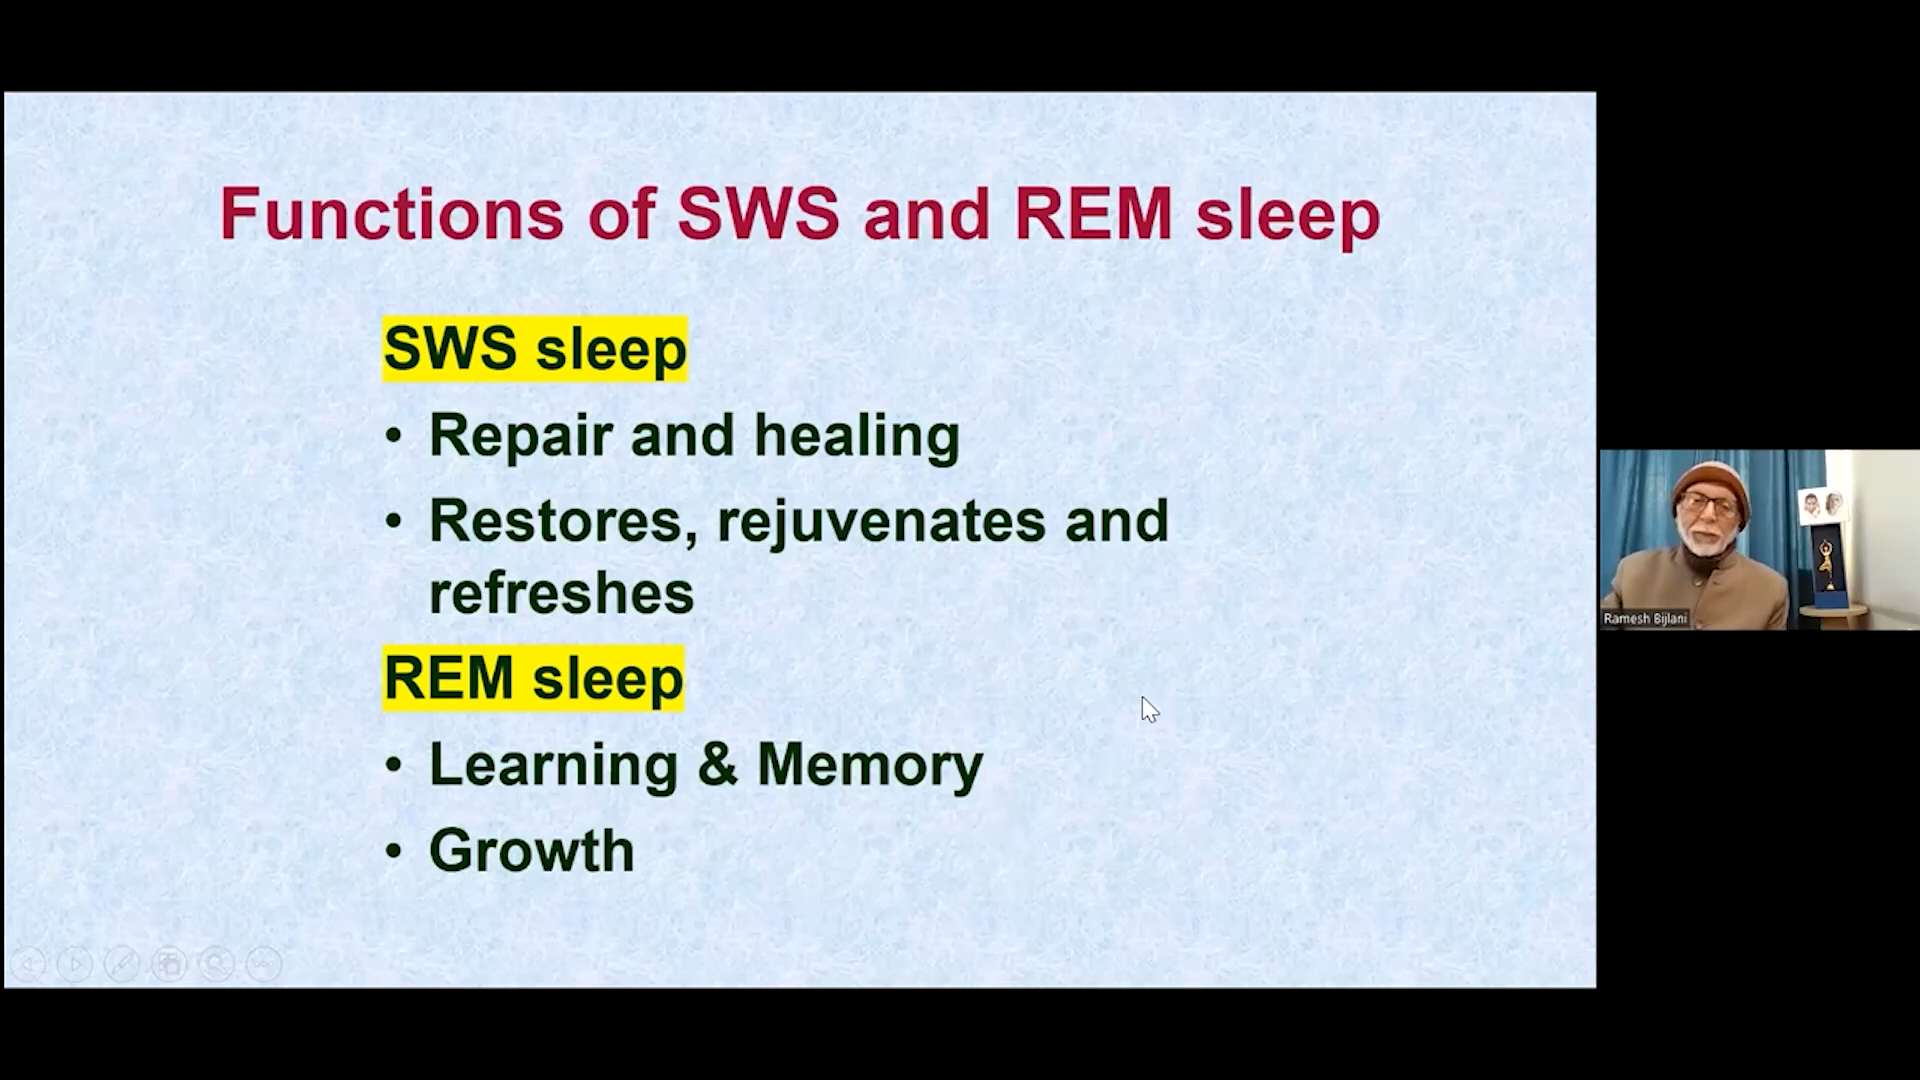 Functions of SWS and REM sleep
SWS sleep
• Repair and healing
• Restores, rejuvenates and
refreshes
REM sleep
• Learning & Memory
• Growth
Ramesh Bijlani